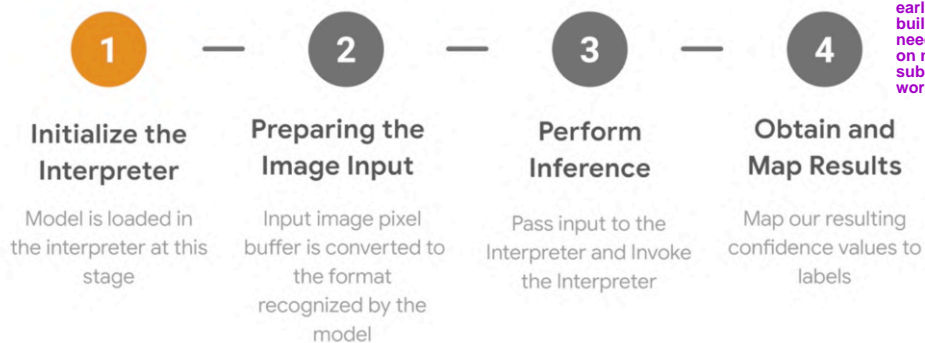 1
2
3
4
Initialize the
Interpreter
Model is loaded in
the interpreter at this
stage
Preparing the
Image Input
Input image pixel
buffer is converted to
the format
recognized by the
model
Perform
Inference
Pass input to the
Interpreter and Invoke
the Interpreter
Obtain and
Map Results
Map our resulting
confidence values to
labels
on